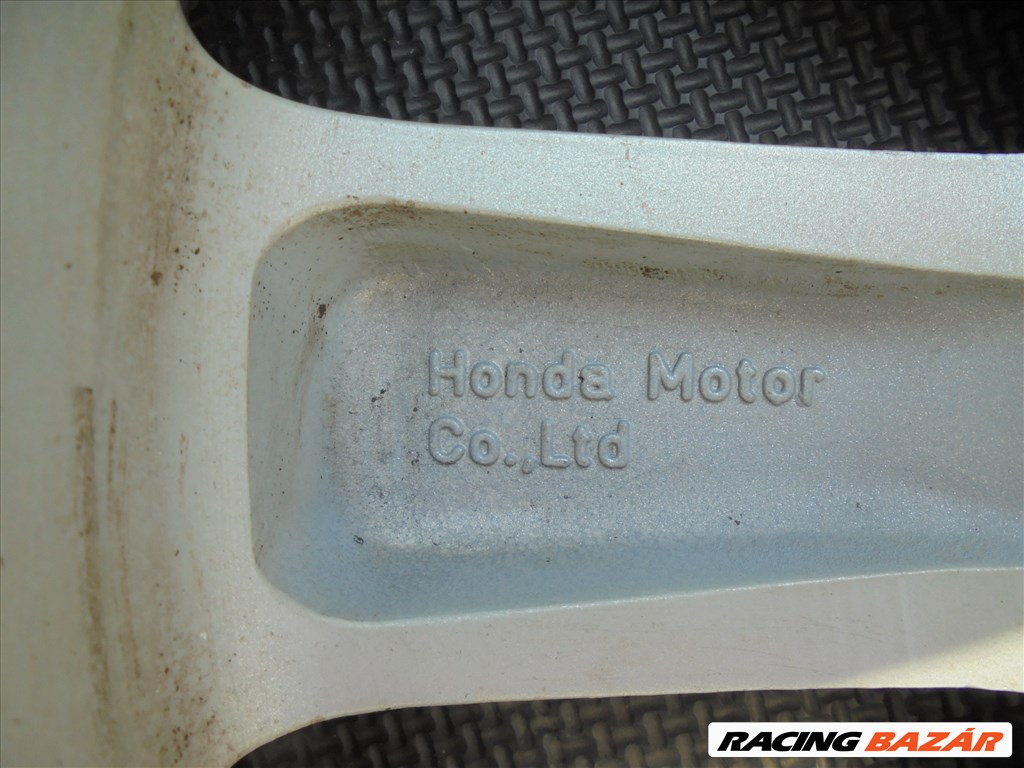 Honda Motor
Co.,Ltd
RACING BAZÁR